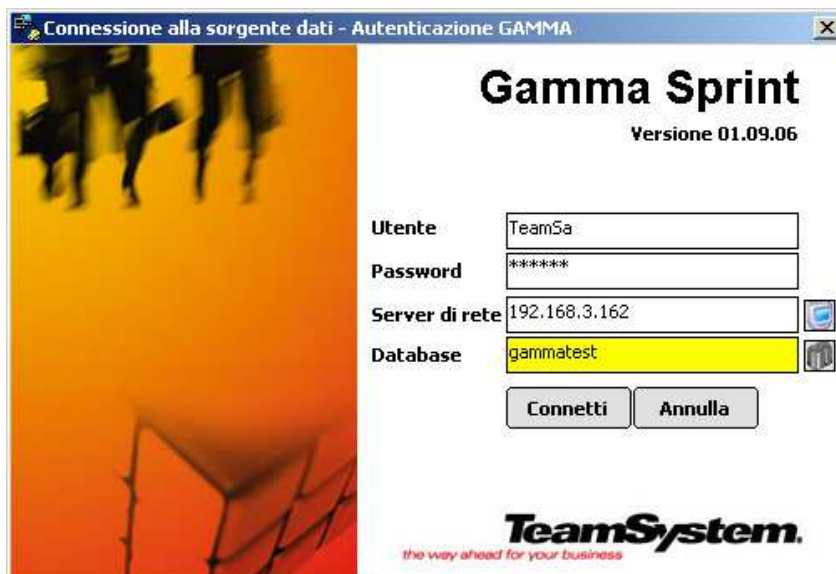 Connessione alla sorgente dati - Autenticazione GAMMA
Gamma Sprint
Versione 01.09.06
Utente TeamSa
Password ******
Server di rete 192.168.3.162
Database gammatest
Connetti Annulla
TeamSystem.
the way ahead for your business